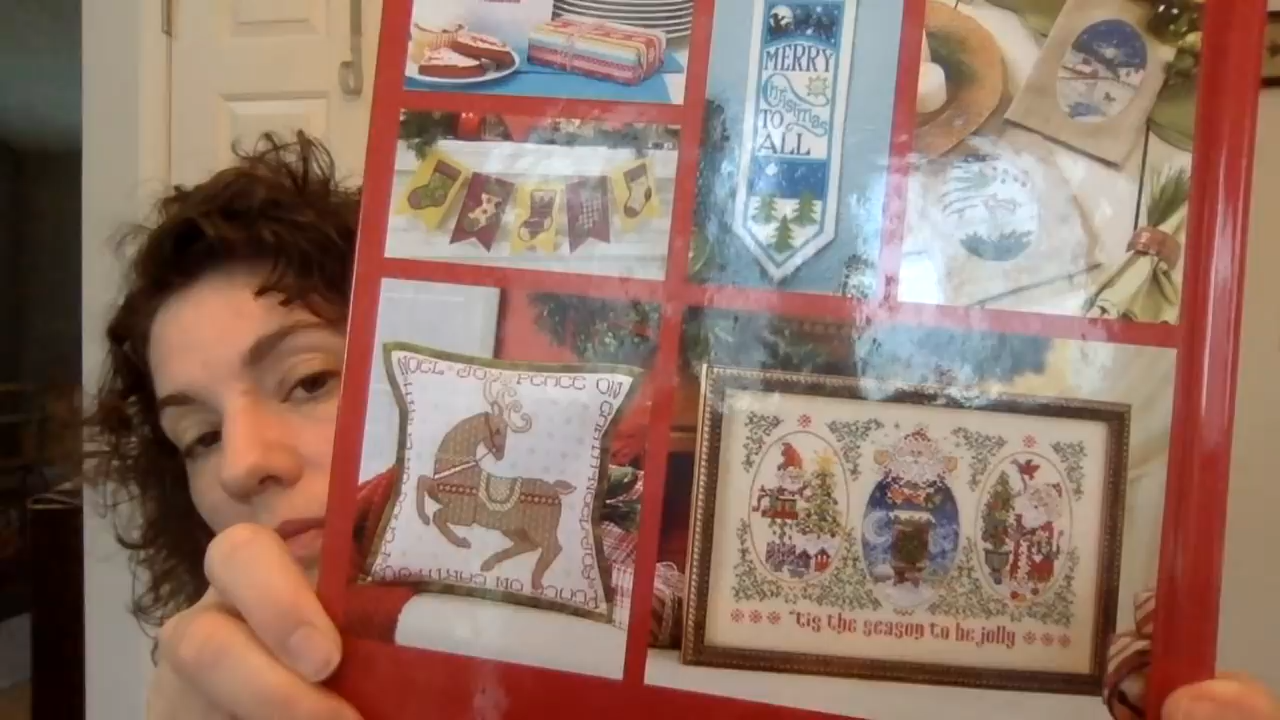 MERRY
Christmas
TO
ALL
NOEL JOY PEACE ON
PEACE ON EARTH
'tis the season to be jolly